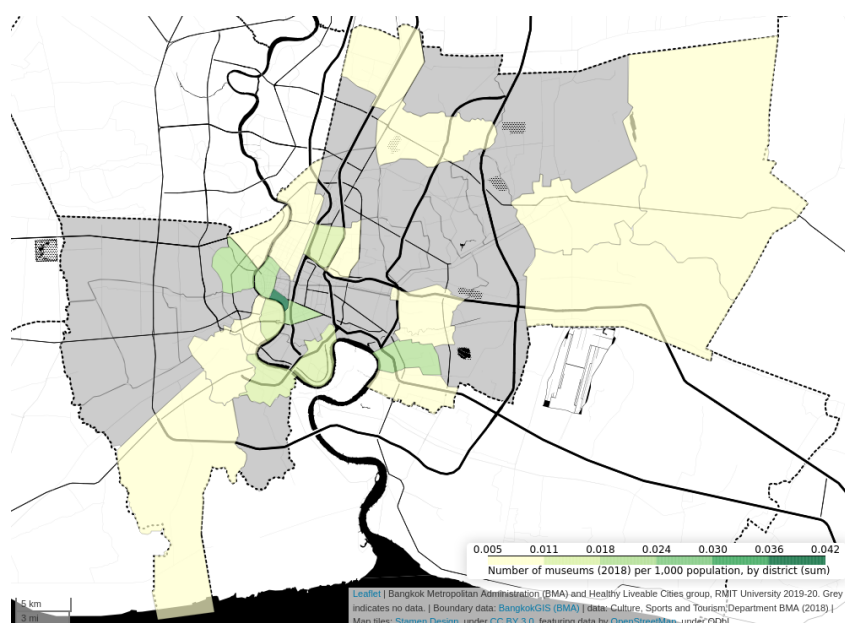 0.005 0.011 0.018 0.024 0.030 0.036 0.042
Number of museums (2018) per 1,000 population, by district (sum)
5 km
3 mi
Leaflet | Bangkok Metropolitan Administration (BMA) and Healthy Liveable Cities group, RMIT University 2019-20. Grey
indicates no data. | Boundary data: BangkokGIS (BMA) | data: Culture, Sports and Tourism Department BMA (2018) |
Map tiles: Stamen Design, under CC BY 3.0, featuring data by OpenStreetMap, under ODbL